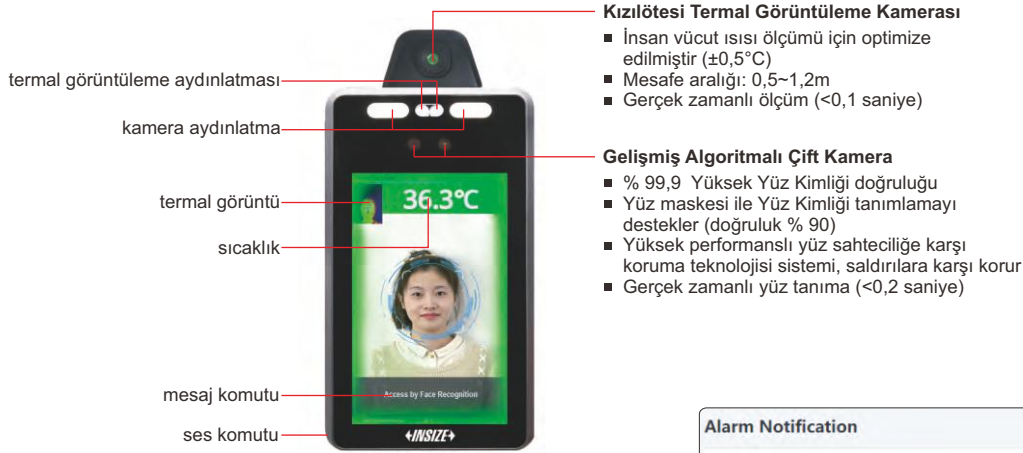 Kızılötesi Termal Görüntüleme Kamerası
İnsan vücut ısısı ölçümü için optimize
edilmiştir (±0,5°C)
Mesafe aralığı: 0,5~1,2m
Gerçek zamanlı ölçüm (<0,1 saniye)
termal görüntüleme aydınlatması
kamera aydınlatma
Gelişmiş Algoritmalı Çift Kamera
% 99,9 Yüksek Yüz Kimliği doğruluğu
Yüz maskesi ile Yüz Kimliği tanımlamayı
destekler (doğruluk % 90)
Yüksek performanslı yüz sahteciliğe karşı
koruma teknolojisi sistemi, saldırılara karşı korur
Gerçek zamanlı yüz tanıma (<0,2 saniye)
termal görüntü
36.3°C
sıcaklık
mesaj komutu
Access by Face Recognition
ses komutu
INSIZE
Alarm Notification